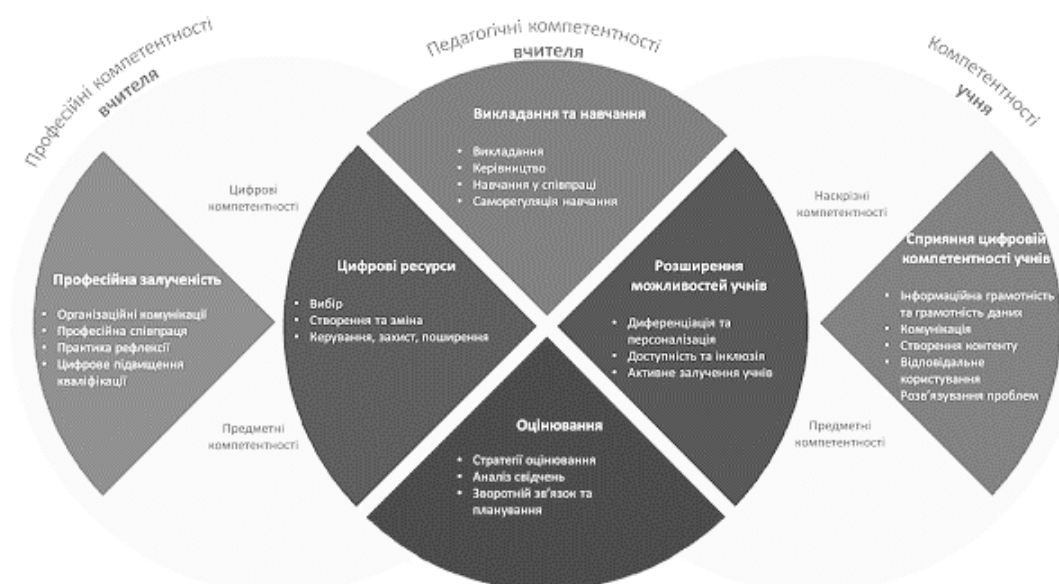 Професійні компетентності
вчителя
Педагогічні компетентності
вчителя
Компетентності
учня
Викладання та навчання
• Викладання
• Керівництво
• Навчання у співпраці
• Саморегуляція навчання
Цифрові
компетентності
Наскрізні
компетентності
Професійна залученість
• Організаційні комунікації
• Професійна співпраця
• Практика рефлексії
• Цифрове підвищення
кваліфікації
Цифрові ресурси
• Вибір
• Створення та зміна
• Керування, захист, поширення
Розширення
можливостей учнів
• Диференціація та
персоналізація
• Доступність та інклюзія
• Активне залучення учнів
Сприяння цифровій
компетентності учнів
• Інформаційна грамотність
та грамотність даних
• Комунікація
• Створення контенту
• Відповідальне
користування
Розв'язування проблем
Предметні
компетентності
Предметні
компетентності
Оцінювання
• Стратегії оцінювання
• Аналіз свідчень
• Зворотній зв'язок та
планування